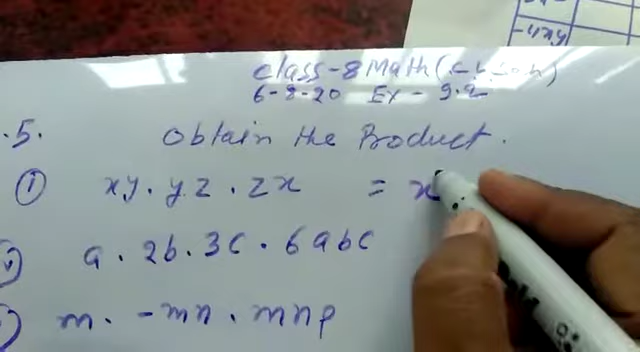 -4xy
Class-8 Math
6-8-20 Ex- 9.2
.5. Obtain the Product.
① xy . yz . zx = x
a . 2b . 3c . 6abc
m . -mn . mnp